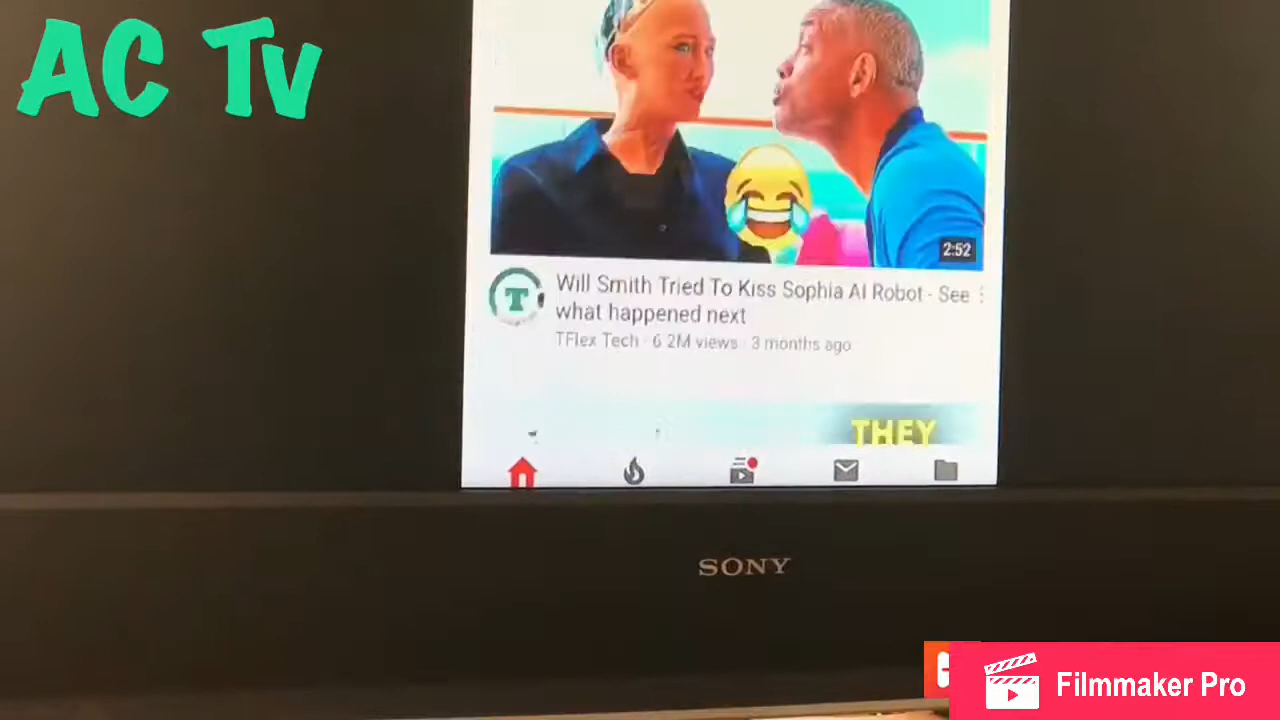 AC Tv
2:52
T
Will Smith Tried To Kiss Sophia AI Robot - See
what happened next
TFlex Tech · 6.2M views · 3 months ago
THEY
SONY
Filmmaker Pro